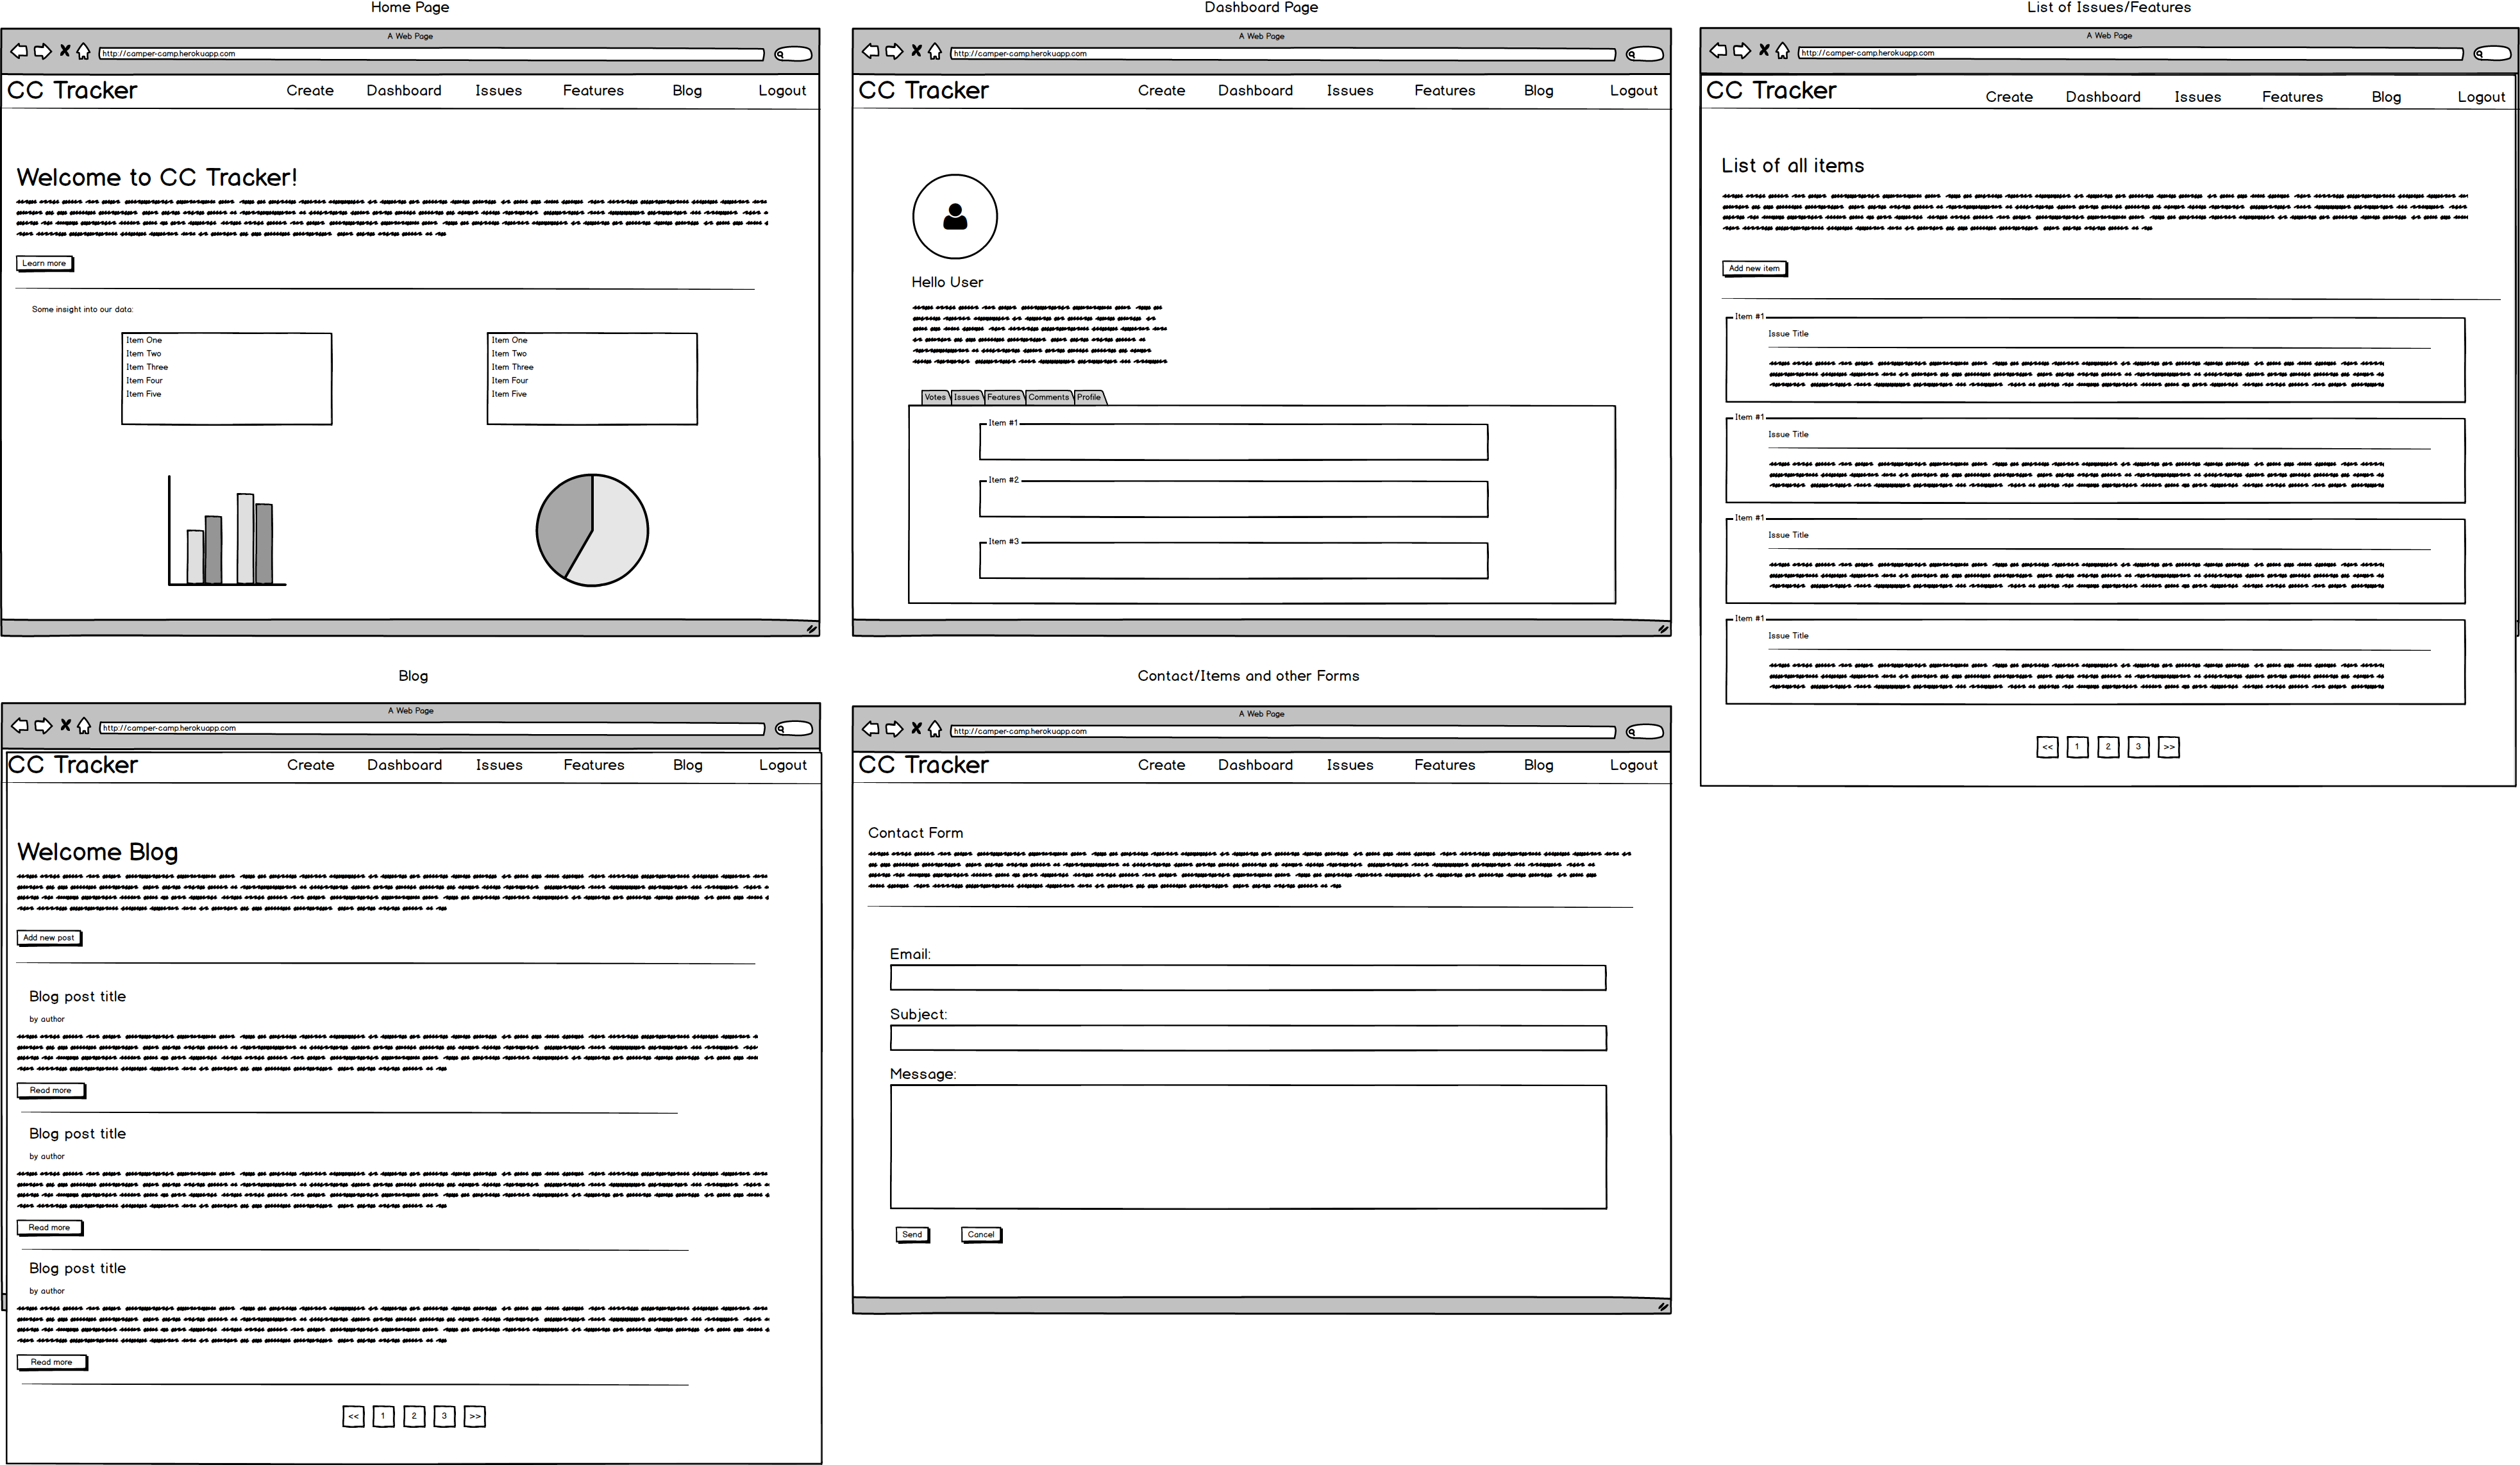 Home Page
A Web Page
http://camper-camp.herokuapp.com
CC Tracker Create Dashboard Issues Features Blog Logout
Welcome to CC Tracker!
Learn more
Some insight into our data:
Item One
Item Two
Item Three
Item Four
Item Five
Item One
Item Two
Item Three
Item Four
Item Five
Dashboard Page
A Web Page
http://camper-camp.herokuapp.com
CC Tracker Create Dashboard Issues Features Blog Logout
Hello User
Votes Issues Features Comments Profile
Item #1
Item #2
Item #3
List of Issues/Features
A Web Page
http://camper-camp.herokuapp.com
CC Tracker Create Dashboard Issues Features Blog Logout
List of all items
Add new item
Item #1
Issue Title
Item #1
Issue Title
Item #1
Issue Title
Item #1
Issue Title
<< 1 2 3 >>
Blog
A Web Page
http://camper-camp.herokuapp.com
CC Tracker Create Dashboard Issues Features Blog Logout
Welcome Blog
Add new post
Blog post title
by author
Read more
Blog post title
by author
Read more
Blog post title
by author
Read more
<< 1 2 3 >>
Contact/Items and other Forms
A Web Page
http://camper-camp.herokuapp.com
CC Tracker Create Dashboard Issues Features Blog Logout
Contact Form
Email:
Subject:
Message:
Send Cancel